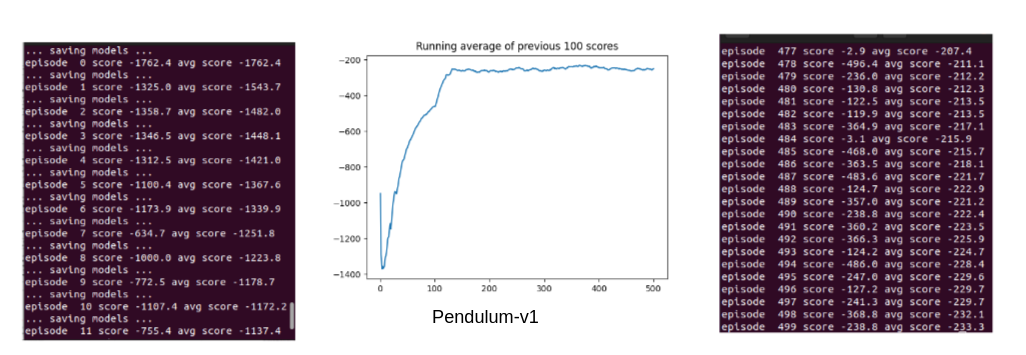 ... saving models ...
episode 0 score -1762.4 avg score -1762.4
... saving models ...
episode 1 score -1325.0 avg score -1543.7
... saving models ...
episode 2 score -1358.7 avg score -1482.0
... saving models ...
episode 3 score -1346.5 avg score -1448.1
... saving models ...
episode 4 score -1312.5 avg score -1421.0
... saving models ...
episode 5 score -1100.4 avg score -1367.6
... saving models ...
episode 6 score -1173.9 avg score -1339.9
... saving models ...
episode 7 score -634.7 avg score -1251.8
... saving models ...
episode 8 score -1000.0 avg score -1223.8
... saving models ...
episode 9 score -772.5 avg score -1178.7
... saving models ...
episode 10 score -1107.4 avg score -1172.2
... saving models ...
episode 11 score -755.4 avg score -1137.4
Running average of previous 100 scores
−200
−400
−600
−800
−1000
−1200
−1400
0 100 200 300 400 500
Pendulum-v1
episode 477 score -2.9 avg score -207.4
episode 478 score -496.4 avg score -211.1
episode 479 score -236.0 avg score -212.2
episode 480 score -130.8 avg score -212.3
episode 481 score -122.5 avg score -213.5
episode 482 score -119.9 avg score -213.5
episode 483 score -364.9 avg score -217.1
episode 484 score -3.1 avg score -215.9
episode 485 score -468.0 avg score -215.7
episode 486 score -363.5 avg score -218.1
episode 487 score -483.6 avg score -221.7
episode 488 score -124.7 avg score -222.9
episode 489 score -357.0 avg score -221.2
episode 490 score -238.8 avg score -222.4
episode 491 score -360.2 avg score -223.5
episode 492 score -366.3 avg score -225.9
episode 493 score -124.2 avg score -224.7
episode 494 score -486.0 avg score -228.4
episode 495 score -247.0 avg score -229.6
episode 496 score -127.2 avg score -229.7
episode 497 score -241.3 avg score -229.7
episode 498 score -368.8 avg score -232.1
episode 499 score -238.8 avg score -233.3